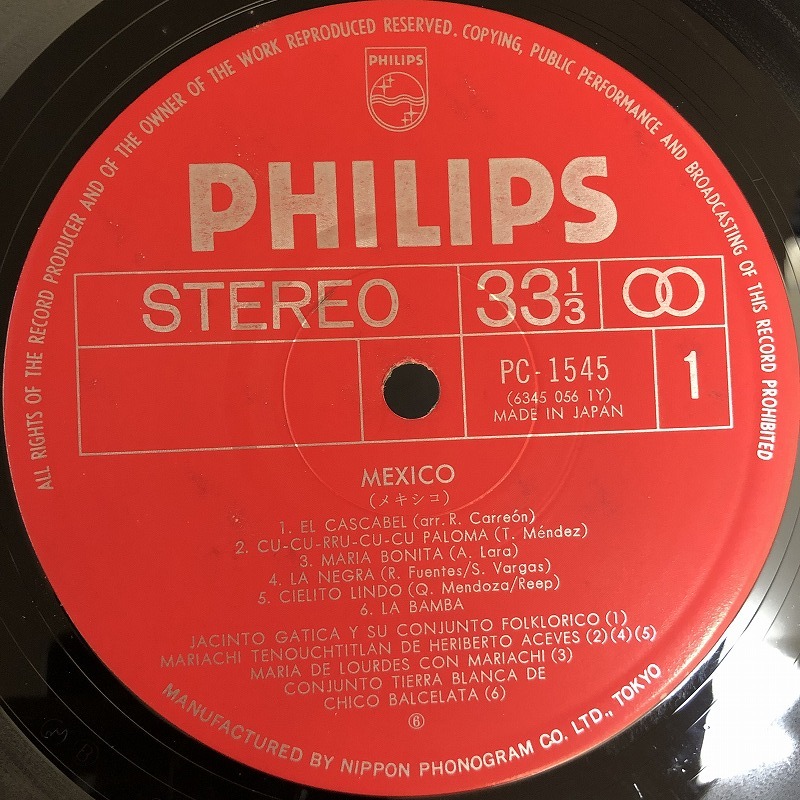 ALL RIGHTS OF THE RECORD PRODUCER AND OF THE OWNER OF THE WORK REPRODUCED RESERVED. COPYING, PUBLIC PERFORMANCE AND BROADCASTING OF THIS RECORD PROHIBITED
PHILIPS
PHILIPS
STEREO 33 1/3
PC-1545 1
(6345 056 1Y)
MADE IN JAPAN
MEXICO
(メキシコ)
1. EL CASCABEL (arr. R. Carreón)
2. CU-CU-RRU-CU-CU PALOMA (T. Méndez)
3. MARIA BONITA (A. Lara)
4. LA NEGRA (R. Fuentes/S. Vargas)
5. CIELITO LINDO (Q. Mendoza/Reep)
6. LA BAMBA
JACINTO GATICA Y SU CONJUNTO FOLKLORICO (1)
MARIACHI TENOUCHTITLAN DE HERIBERTO ACEVES (2)(4)(5)
MARIA DE LOURDES CON MARIACHI (3)
CONJUNTO TIERRA BLANCA DE
CHICO BALCELATA (6)
⑥
MANUFACTURED BY NIPPON PHONOGRAM CO. LTD., TOKYO